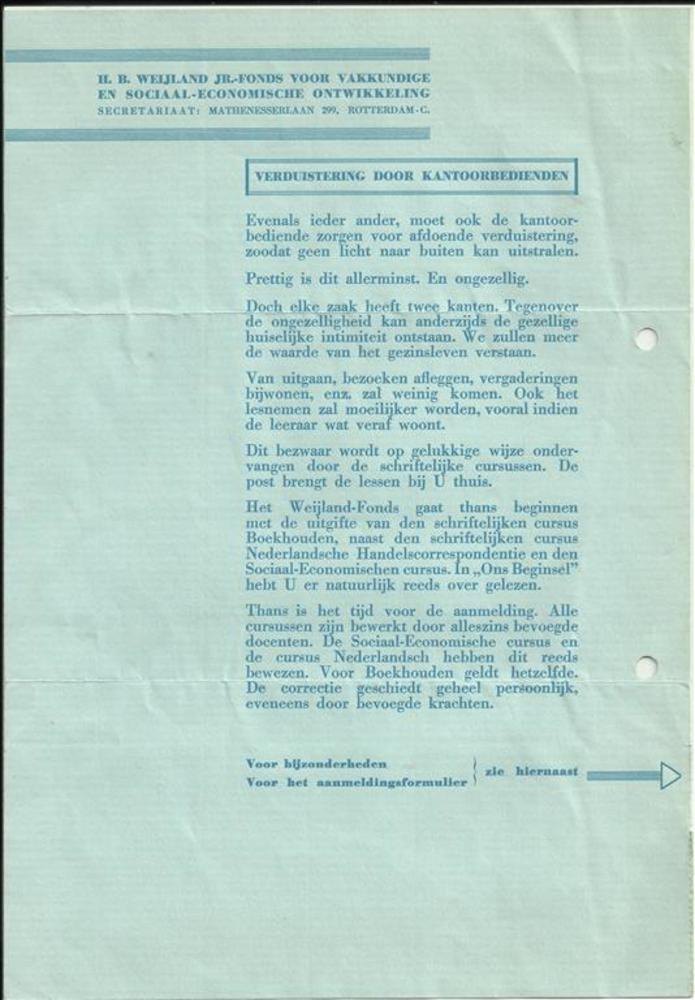 H. B. WEIJLAND JR.-FONDS VOOR VAKKUNDIGE
EN SOCIAAL-ECONOMISCHE ONTWIKKELING
SECRETARIAAT: MATHENESSERLAAN 299, ROTTERDAM-C.
VERDUISTERING DOOR KANTOORBEDIENDEN
Evenals ieder ander, moet ook de kantoor-
bediende zorgen voor afdoende verduistering,
zoodat geen licht naar buiten kan uitstralen.
Prettig is dit allerminst. En ongezellig.
Doch elke zaak heeft twee kanten. Tegenover
de ongezelligheid kan anderzijds de gezellige
huiselijke intimiteit ontstaan. We zullen meer
de waarde van het gezinsleven verstaan.
Van uitgaan, bezoeken afleggen, vergaderingen
bijwonen, enz. zal weinig komen. Ook het
lesnemen zal moeilijker worden, vooral indien
de leeraar wat veraf woont.
Dit bezwaar wordt op gelukkige wijze onder-
vangen door de schriftelijke cursussen. De
post brengt de lessen bij U thuis.
Het Weijland-Fonds gaat thans beginnen
met de uitgifte van den schriftelijken cursus
Boekhouden, naast den schriftelijken cursus
Nederlandsche Handelscorrespondentie en den
Sociaal-Economischen cursus. In „Ons Beginsel”
hebt U er natuurlijk reeds over gelezen.
Thans is het tijd voor de aanmelding. Alle
cursussen zijn bewerkt door alleszins bevoegde
docenten. De Sociaal-Economische cursus en
de cursus Nederlandsch hebben dit reeds
bewezen. Voor Boekhouden geldt hetzelfde.
De correctie geschiedt geheel persoonlijk,
eveneens door bevoegde krachten.
Voor bijzonderheden
Voor het aanmeldingsformulier } zie hiernaast